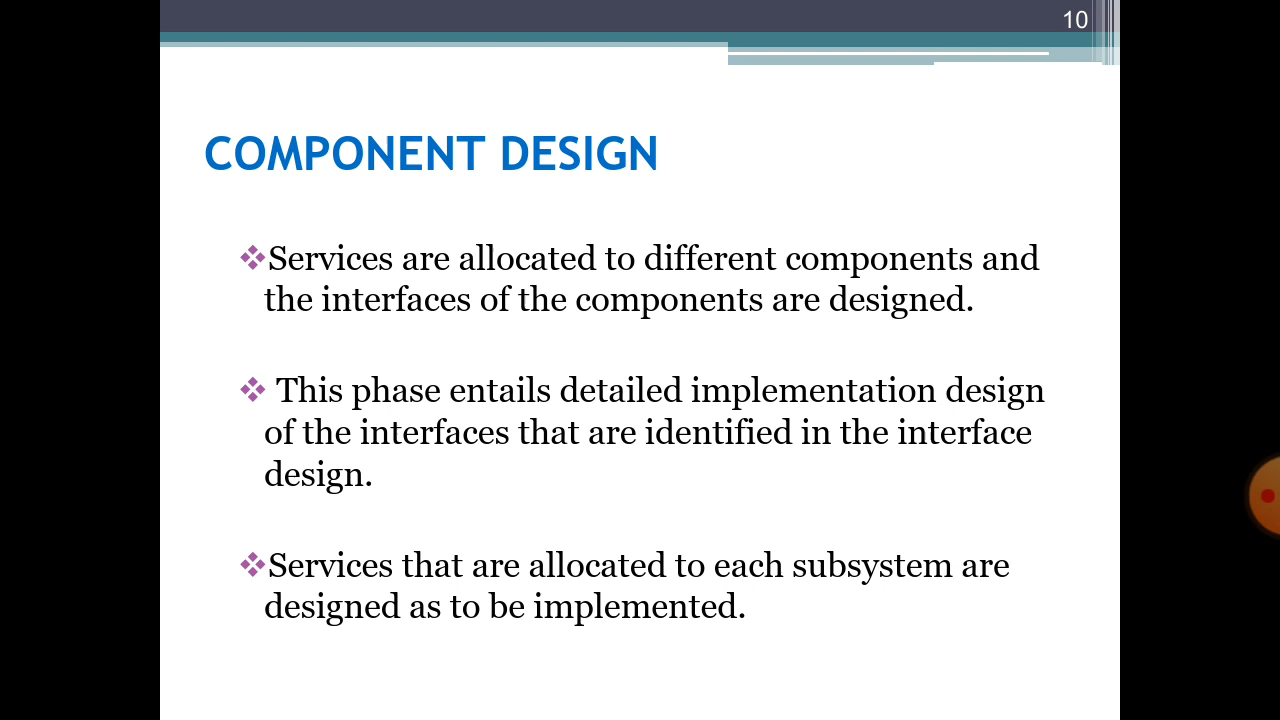 10
COMPONENT DESIGN
❖Services are allocated to different components and
the interfaces of the components are designed.
❖ This phase entails detailed implementation design
of the interfaces that are identified in the interface
design.
❖Services that are allocated to each subsystem are
designed as to be implemented.